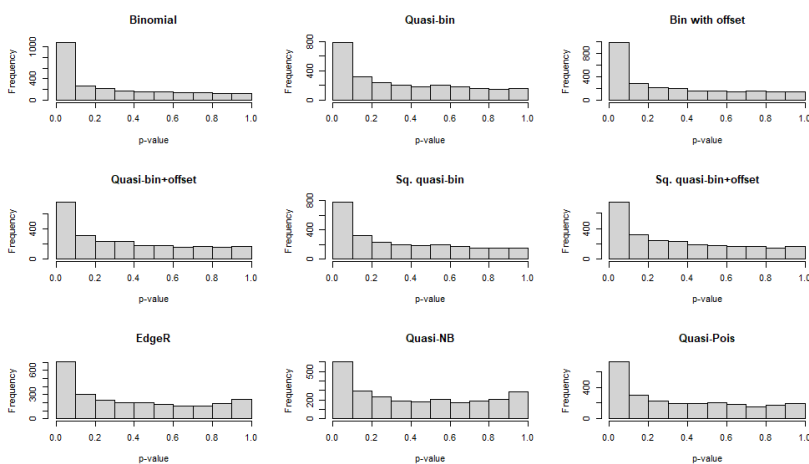 Binomial
Frequency
0 400 1000
0.0 0.2 0.4 0.6 0.8 1.0
p-value
Quasi-bin
Frequency
0 400 800
0.0 0.2 0.4 0.6 0.8 1.0
p-value
Bin with offset
Frequency
0 400 800
0.0 0.2 0.4 0.6 0.8 1.0
p-value
Quasi-bin+offset
Frequency
0 400
0.0 0.2 0.4 0.6 0.8 1.0
p-value
Sq. quasi-bin
Frequency
0 400 800
0.0 0.2 0.4 0.6 0.8 1.0
p-value
Sq. quasi-bin+offset
Frequency
0 400
0.0 0.2 0.4 0.6 0.8 1.0
p-value
EdgeR
Frequency
0 300 600
0.0 0.2 0.4 0.6 0.8 1.0
p-value
Quasi-NB
Frequency
0 200 500
0.0 0.2 0.4 0.6 0.8 1.0
p-value
Quasi-Pois
Frequency
0 400
0.0 0.2 0.4 0.6 0.8 1.0
p-value